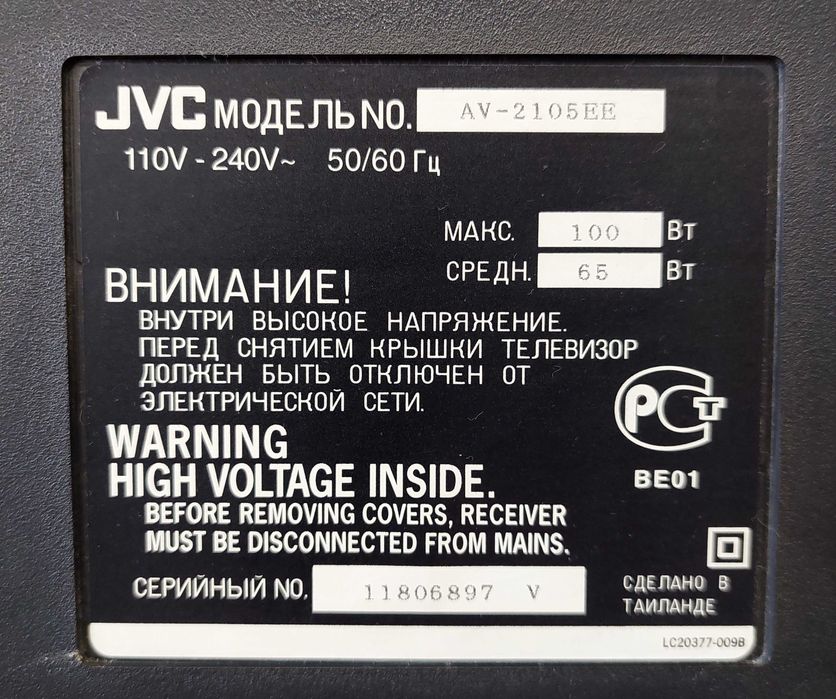 JVC МОДЕЛЬ NO. AV-2105EE
110V - 240V~ 50/60 Гц
МАКС. 100 Вт
СРЕДН. 65 Вт
ВНИМАНИЕ!
ВНУТРИ ВЫСОКОЕ НАПРЯЖЕНИЕ.
ПЕРЕД СНЯТИЕМ КРЫШКИ ТЕЛЕВИЗОР
ДОЛЖЕН БЫТЬ ОТКЛЮЧЕН ОТ
ЭЛЕКТРИЧЕСКОЙ СЕТИ.
РСТ
BE01
WARNING
HIGH VOLTAGE INSIDE.
BEFORE REMOVING COVERS, RECEIVER
MUST BE DISCONNECTED FROM MAINS.
СЕРИЙНЫЙ NO. 11806897 V
СДЕЛАНО В
ТАИЛАНДЕ
LC20377-009B